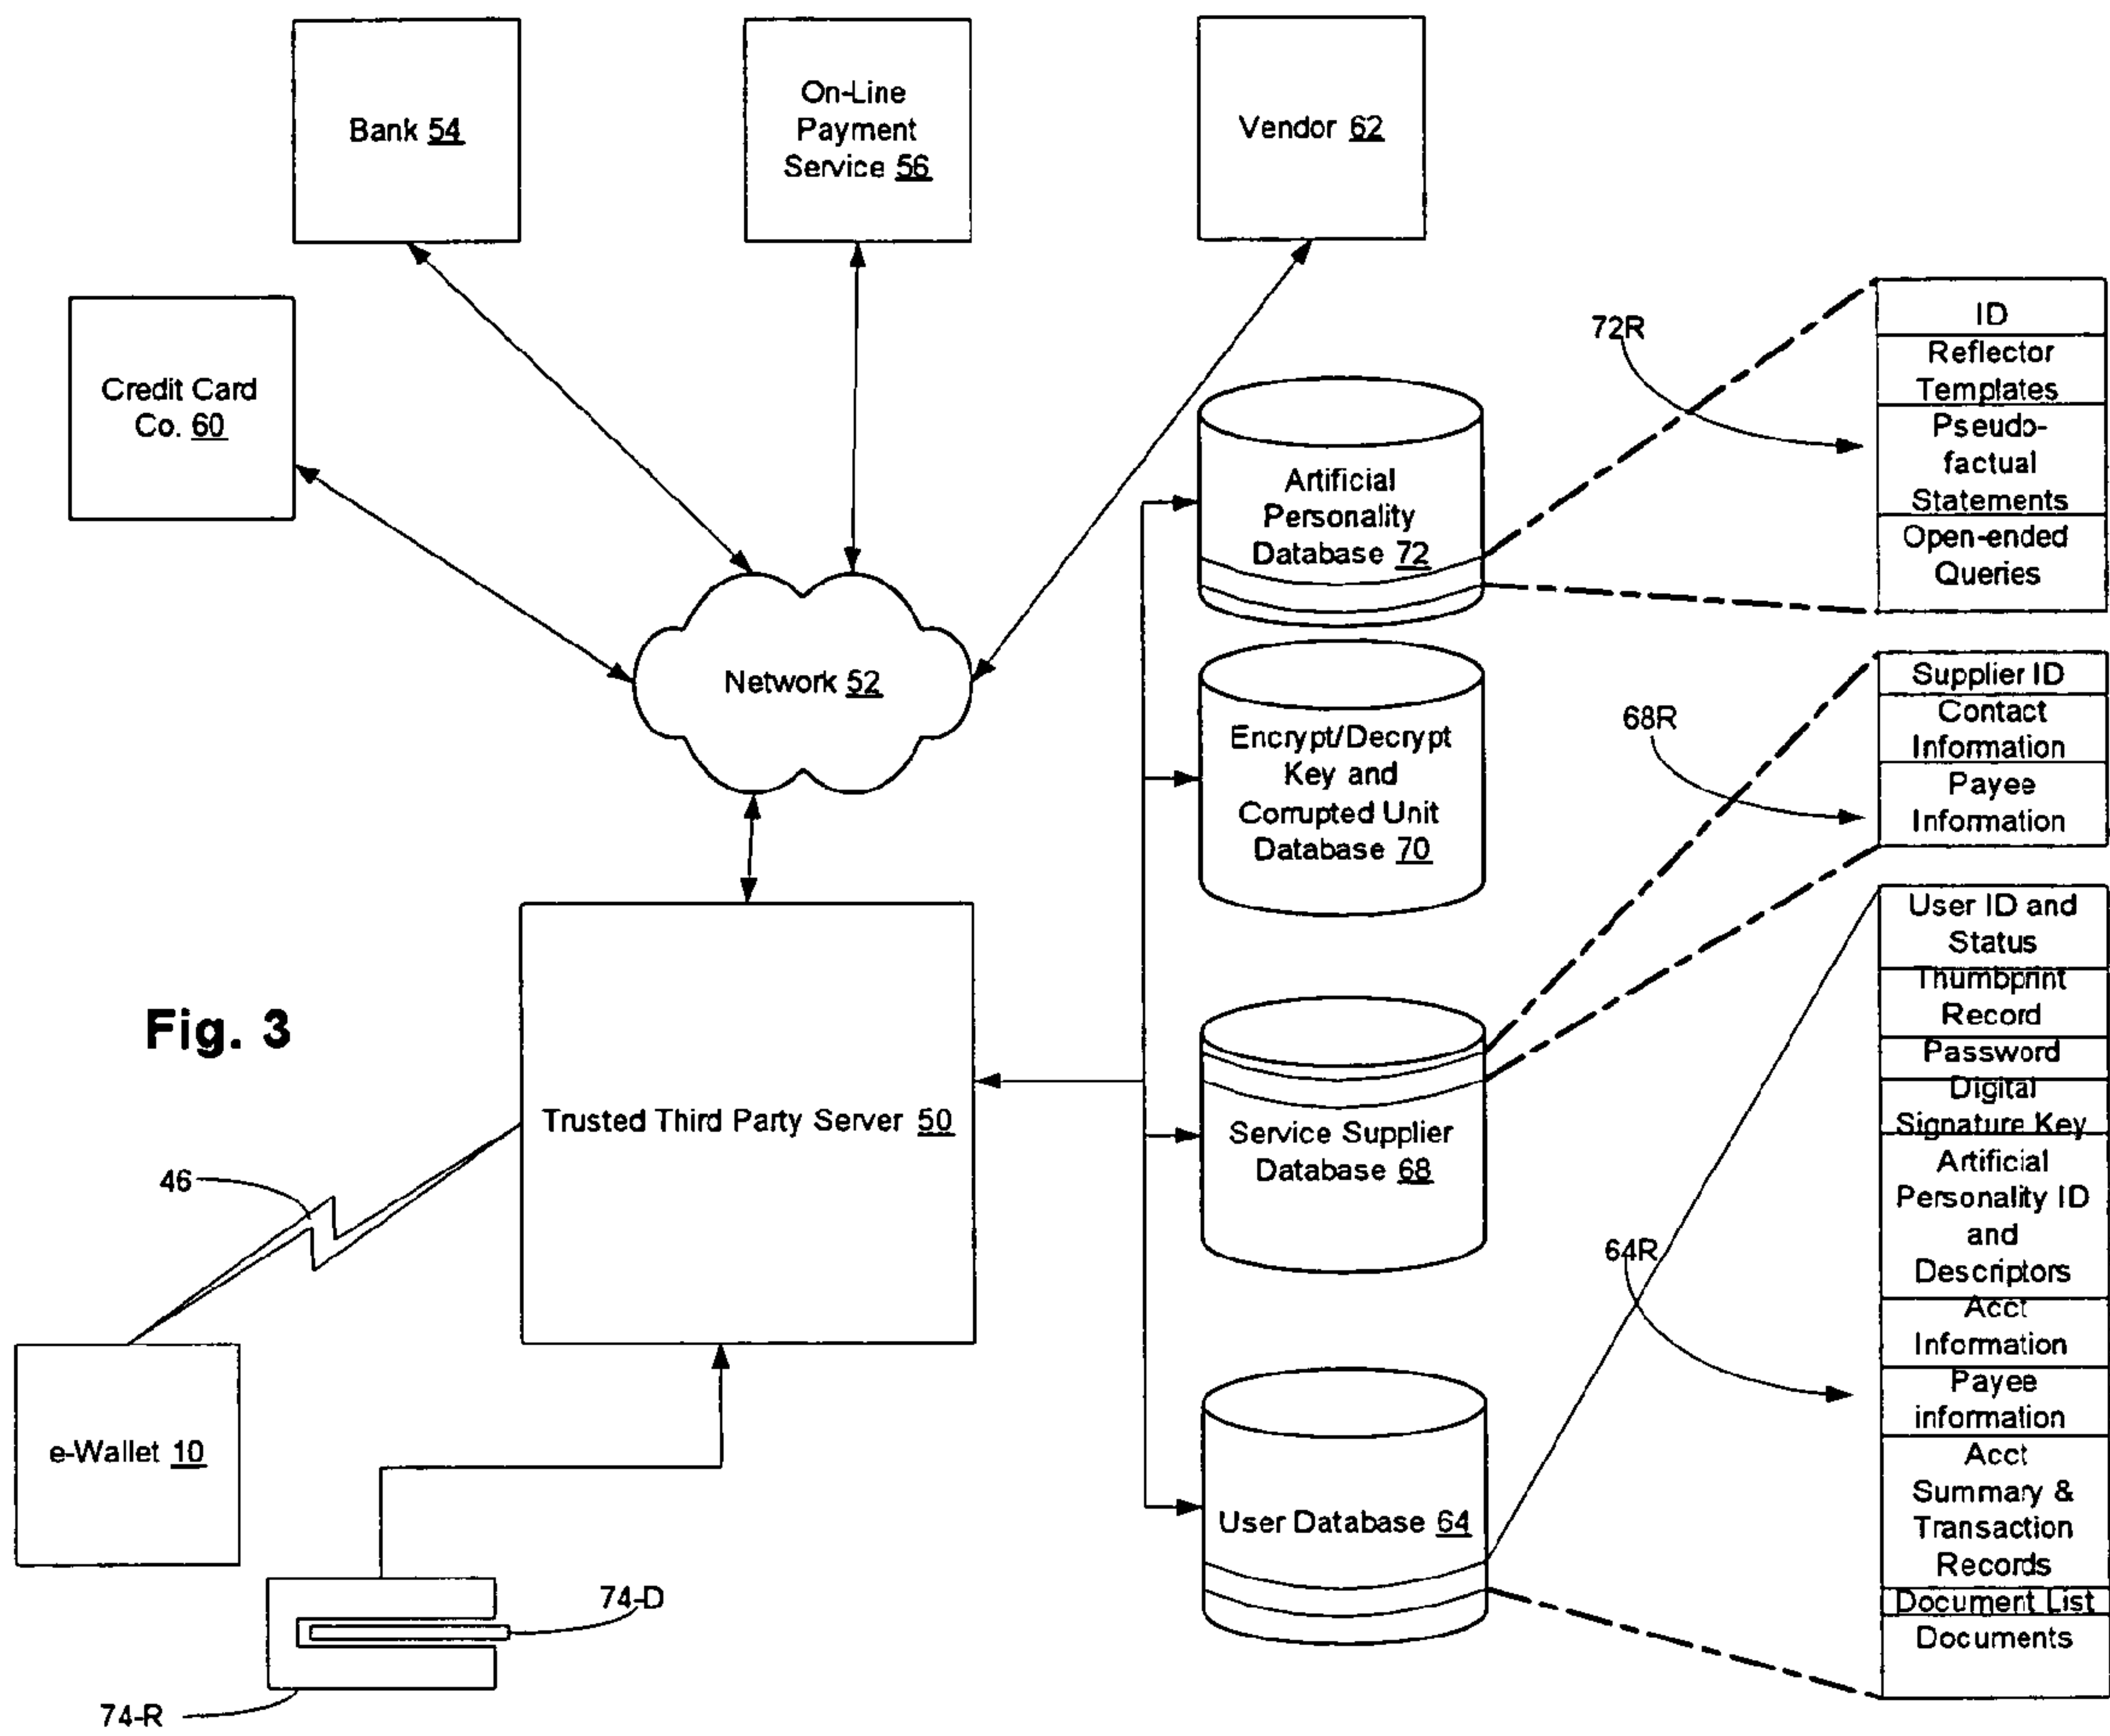 Bank 54
On-Line
Payment
Service 56
Vendor 62
Credit Card
Co. 60
Network 52
Artificial
Personality
Database 72
72R
ID
Reflector
Templates
Pseudo-
factual
Statements
Open-ended
Queries
Encrypt/Decrypt
Key and
Corrupted Unit
Database 70
68R
Supplier ID
Contact
Information
Payee
Information
Fig. 3
Trusted Third Party Server 50
Service Supplier
Database 68
46
e-Wallet 10
User Database 64
64R
User ID and
Status
Thumbprint
Record
Password
Digital
Signature Key
Artificial
Personality ID
and
Descriptors
Acct
Information
Payee
information
Acct
Summary &
Transaction
Records
Document List
Documents
74-D
74-R